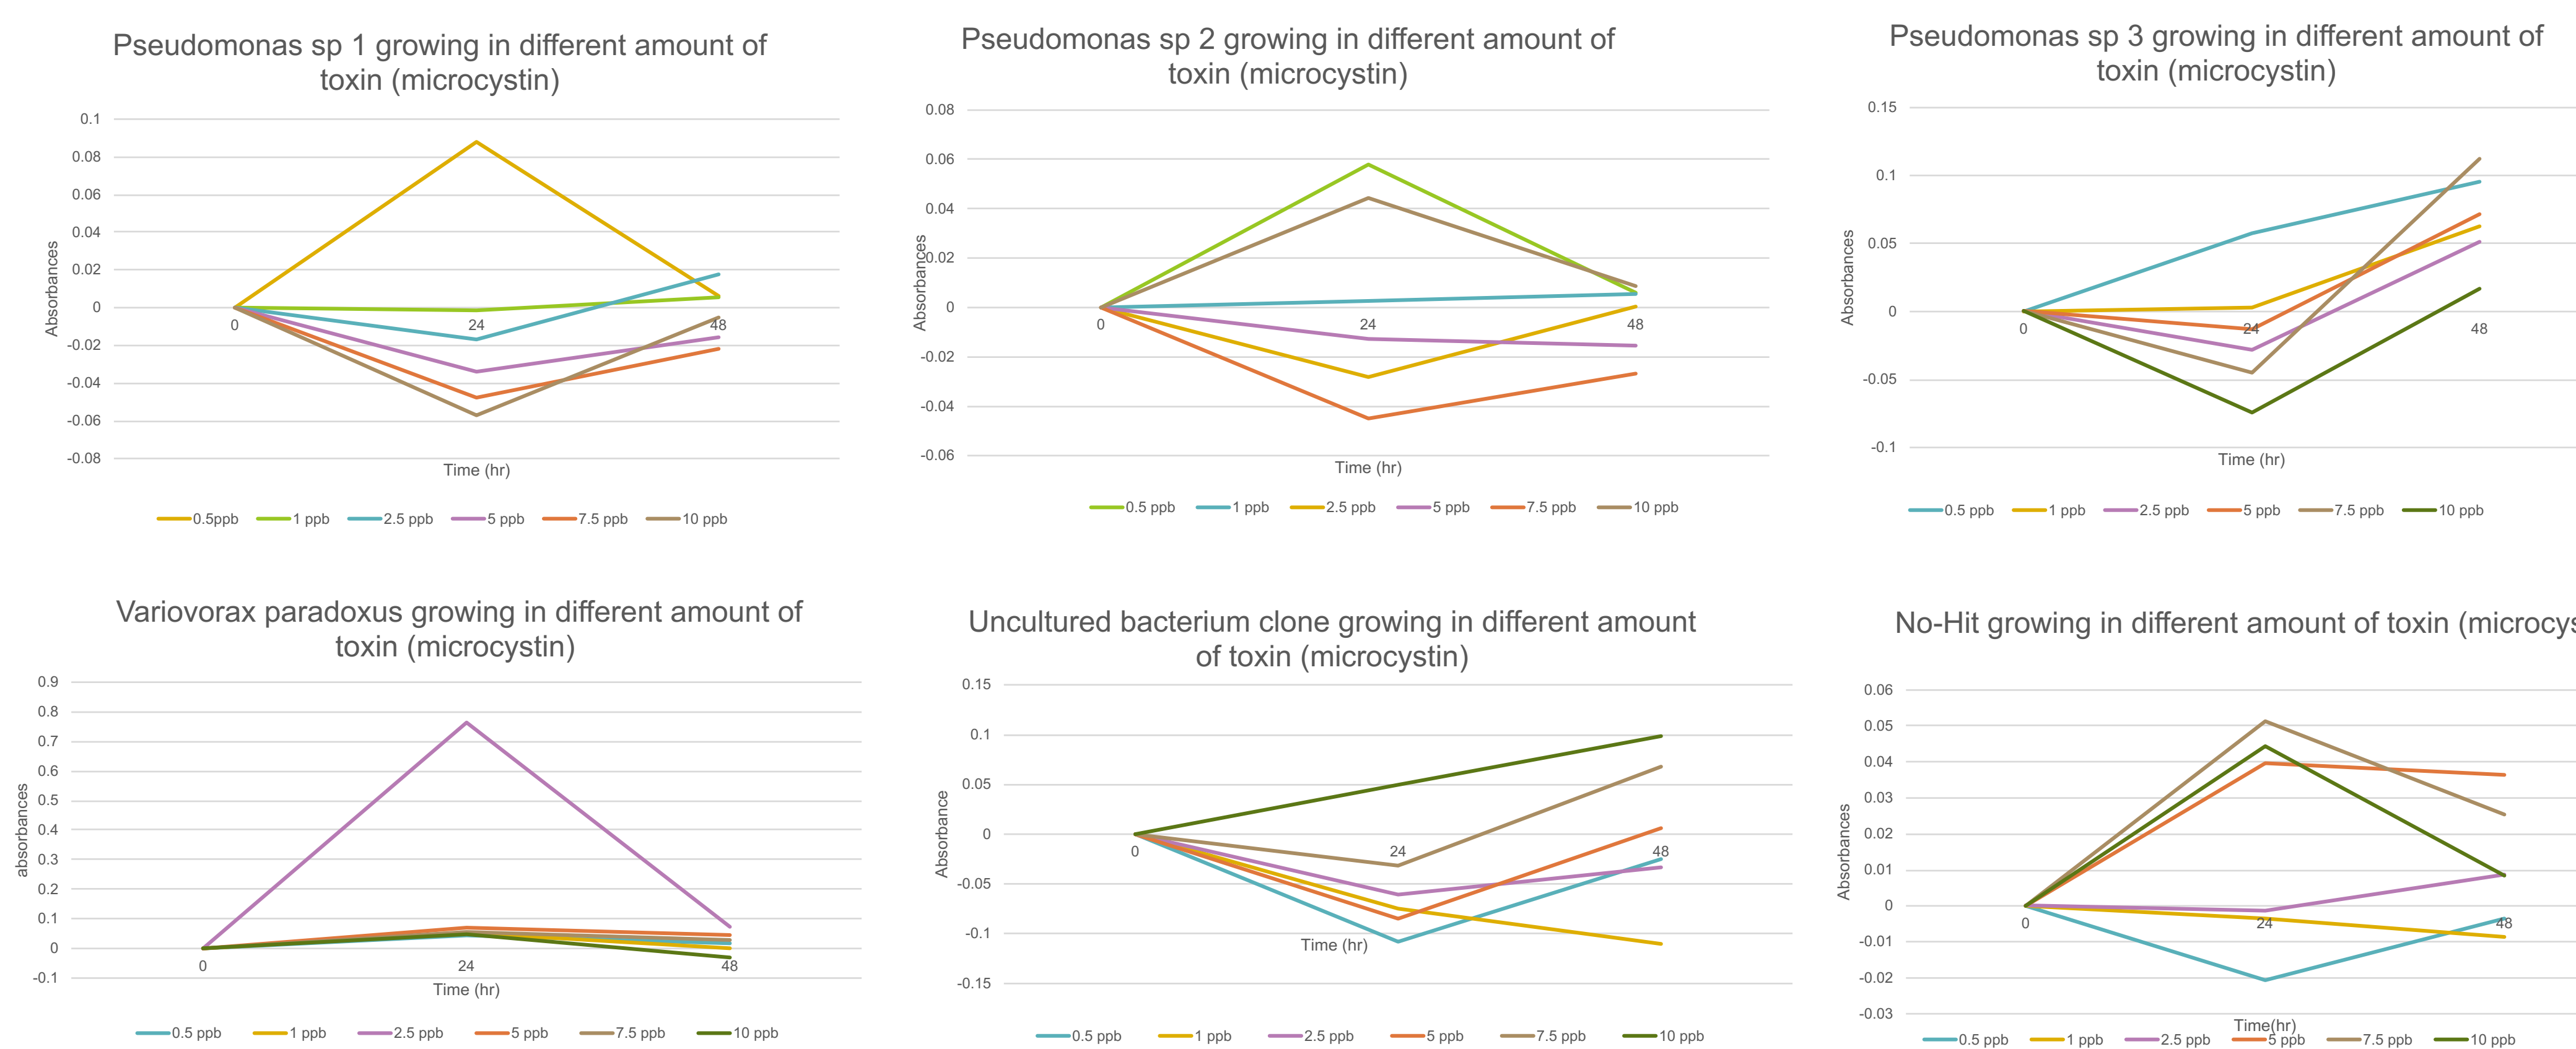 Pseudomonas sp 1 growing in different amount of
toxin (microcystin)
0.1
0.08
0.06
0.04
0.02
0
-0.02
-0.04
-0.06
-0.08
Absorbances
0 24 48
Time (hr)
0.5ppb 1 ppb 2.5 ppb 5 ppb 7.5 ppb 10 ppb
Pseudomonas sp 2 growing in different amount of
toxin (microcystin)
0.08
0.06
0.04
0.02
0
-0.02
-0.04
-0.06
Absorbances
0 24 48
Time (hr)
0.5 ppb 1 ppb 2.5 ppb 5 ppb 7.5 ppb 10 ppb
Pseudomonas sp 3 growing in different amount of
toxin (microcystin)
0.15
0.1
0.05
0
-0.05
-0.1
Absorbances
0 24 48
Time (hr)
0.5 ppb 1 ppb 2.5 ppb 5 ppb 7.5 ppb 10 ppb
Variovorax paradoxus growing in different amount of
toxin (microcystin)
0.9
0.8
0.7
0.6
0.5
0.4
0.3
0.2
0.1
0
-0.1
absorbances
0 24 48
Time (hr)
0.5 ppb 1 ppb 2.5 ppb 5 ppb 7.5 ppb 10 ppb
Uncultured bacterium clone growing in different amount
of toxin (microcystin)
0.15
0.1
0.05
0
-0.05
-0.1
-0.15
Absorbance
0 24 48
Time (hr)
0.5 ppb 1 ppb 2.5 ppb 5 ppb 7.5 ppb 10 ppb
No-Hit growing in different amount of toxin (microcys
0.06
0.05
0.04
0.03
0.02
0.01
0
-0.01
-0.02
-0.03
Absorbances
0 24 48
Time(hr)
0.5 ppb 1 ppb 2.5 ppb 5 ppb 7.5 ppb 10 ppb